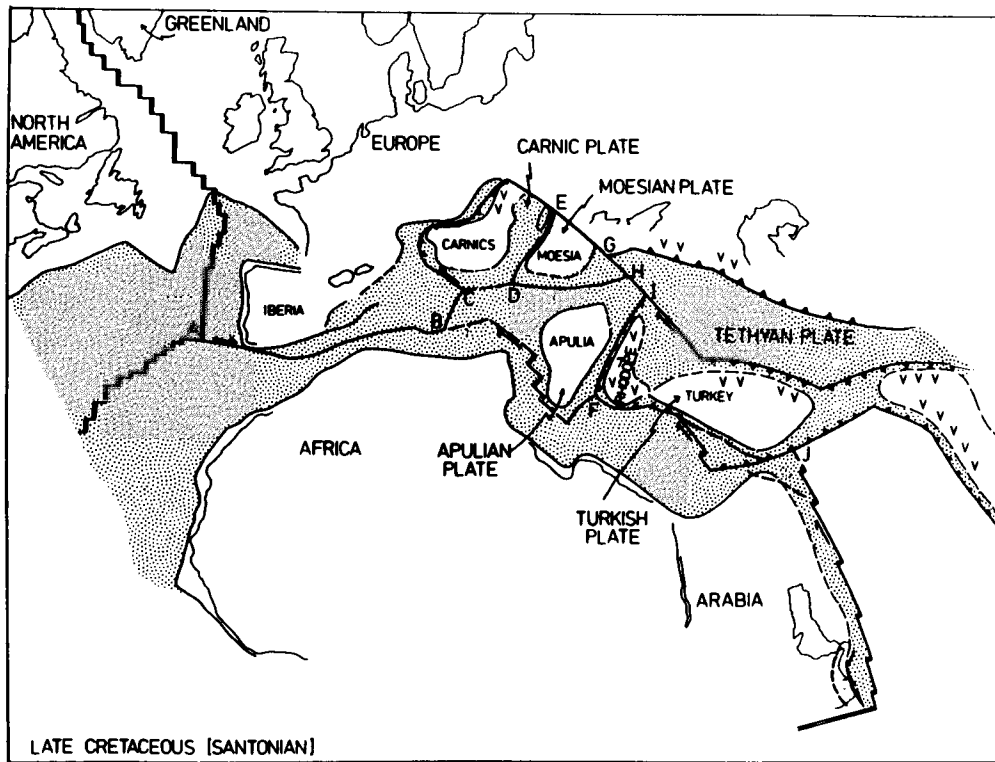 GREENLAND
NORTH
AMERICA
EUROPE
CARNIC PLATE
MOESIAN PLATE
E
CARNICS
MOESIA
G
H
I
C
D
IBERIA
B
A
APULIA
RHODOPE
TETHYAN PLATE
F
TURKEY
AFRICA
APULIAN
PLATE
J
TURKISH
PLATE
ARABIA
LATE CRETACEOUS [SANTONIAN]